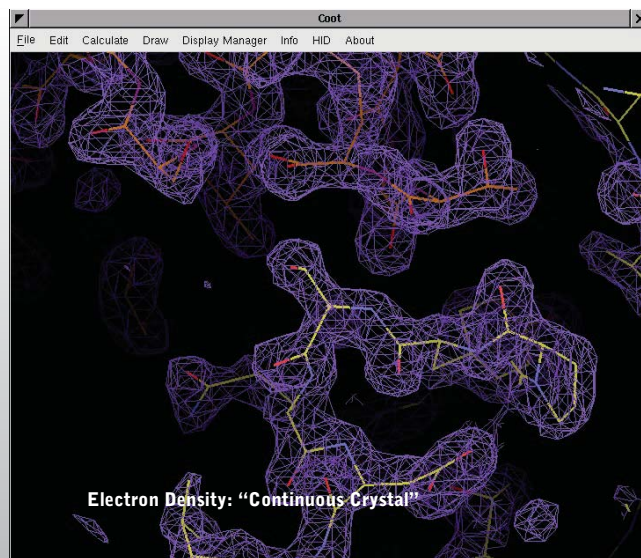 Coot
File Edit Calculate Draw Display Manager Info HID About
Electron Density: “Continuous Crystal”